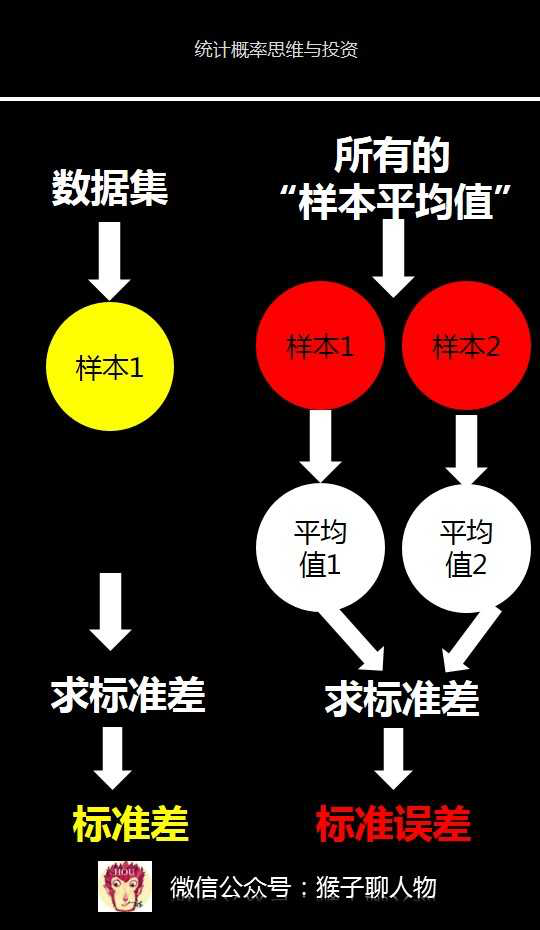 统计概率思维与投资
数据集
样本1
求标准差
标准差
所有的
“样本平均值”
样本1
样本2
平均
值1
平均
值2
求标准差
标准误差
HOU
微信公众号：猴子聊人物